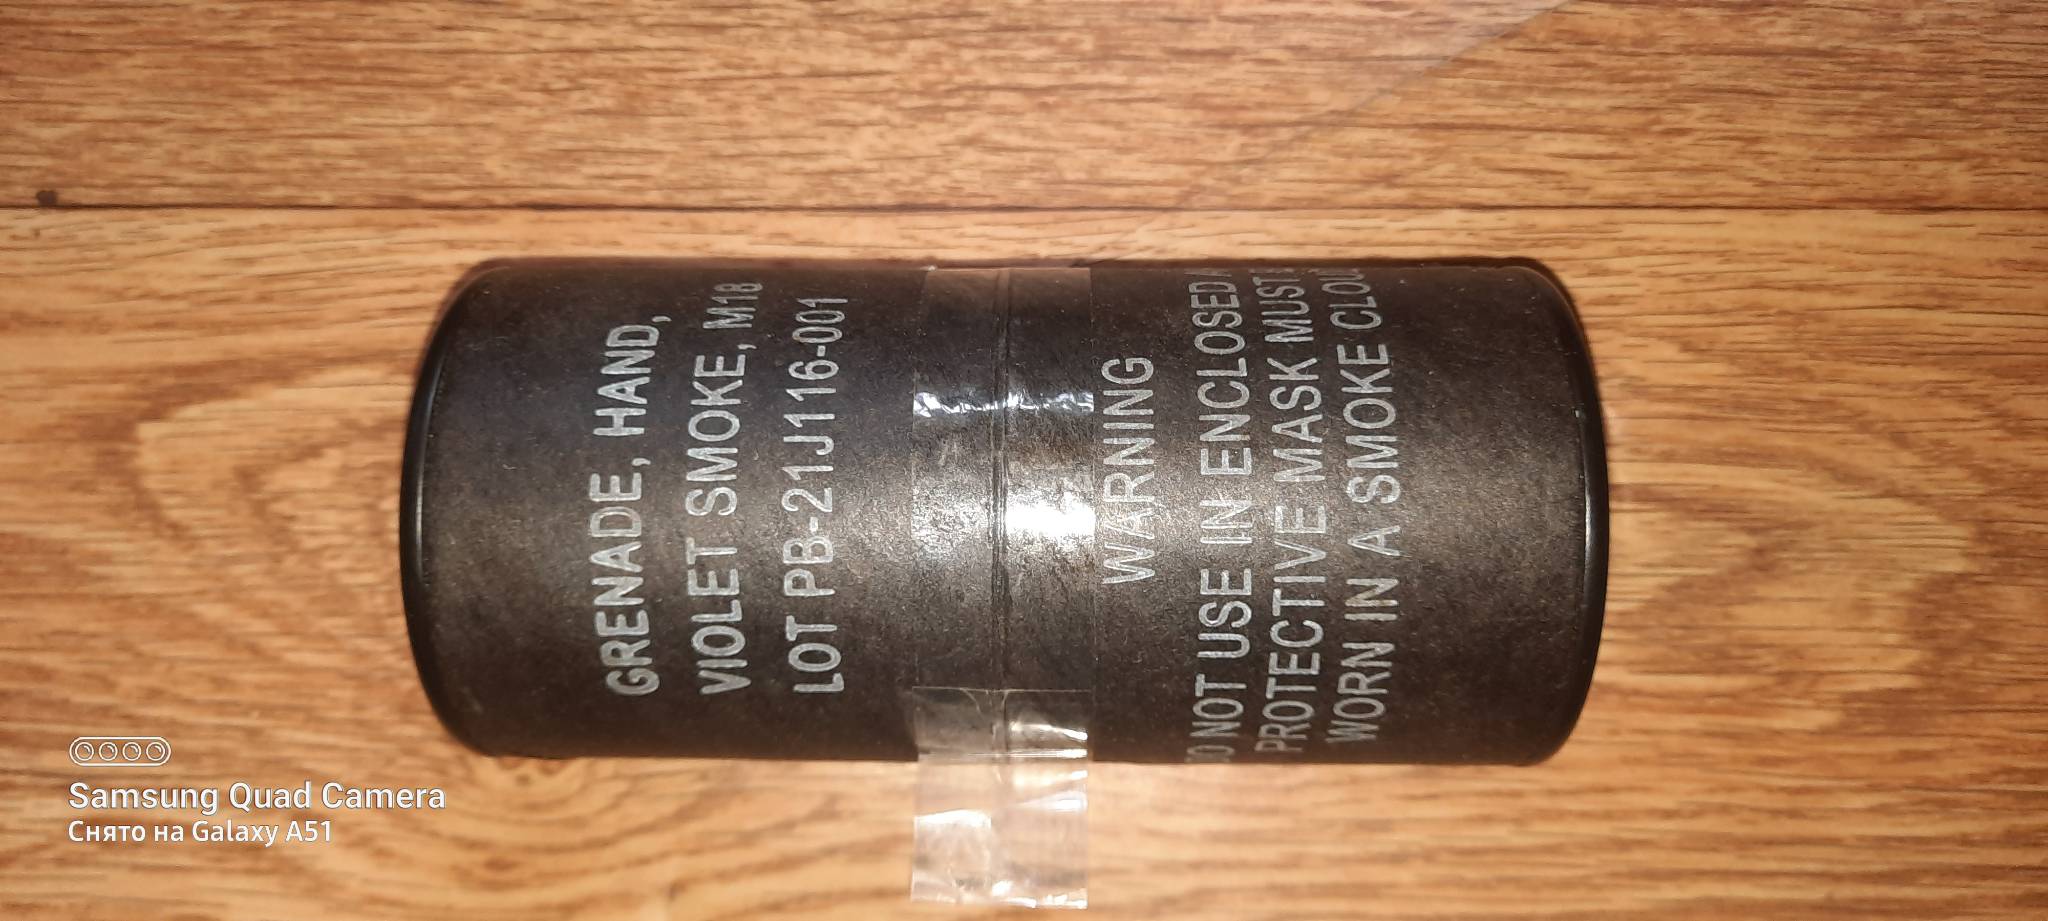 GRENADE, HAND,
VIOLET SMOKE, M18
LOT PB-21J116-001
WARNING
NOT USE IN ENCLOSED
PROTECTIVE MASK MUST
WORN IN A SMOKE
Samsung Quad Camera
Снято на Galaxy A51